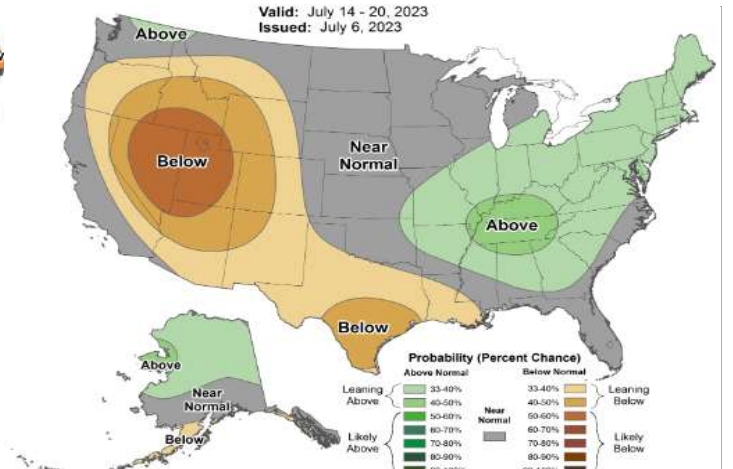 Valid: July 14 - 20, 2023
Issued: July 6, 2023
Above
Below
Near
Normal
Above
Below
Above
Near
Normal
Below
Probability (Percent Chance)
Above Normal
Below Normal
Leaning
Above
33-40%
40-50%
50-60%
60-70%
70-80%
80-90%
Likely
Above
Near
Normal
33-40%
40-50%
50-60%
60-70%
70-80%
80-90%
Leaning
Below
Likely
Below